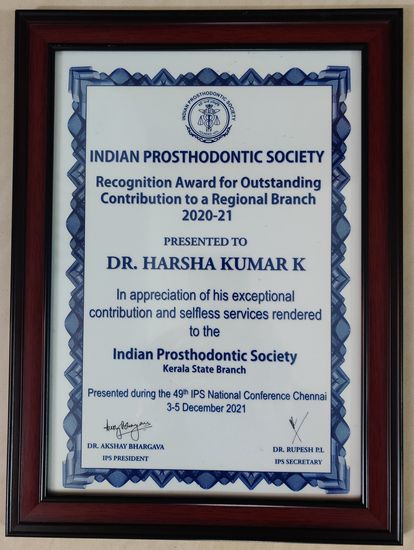 INDIAN PROSTHODONTIC SOCIETY
INDIAN PROSTHODONTIC SOCIETY
Recognition Award for Outstanding
Contribution to a Regional Branch
2020-21
PRESENTED TO
DR. HARSHA KUMAR K
In appreciation of his exceptional
contribution and selfless services rendered
to the
Indian Prosthodontic Society
Kerala State Branch
Presented during the 49th IPS National Conference Chennai
3-5 December 2021
DR. AKSHAY BHARGAVA
IPS PRESIDENT
DR. RUPESH P.L
IPS SECRETARY